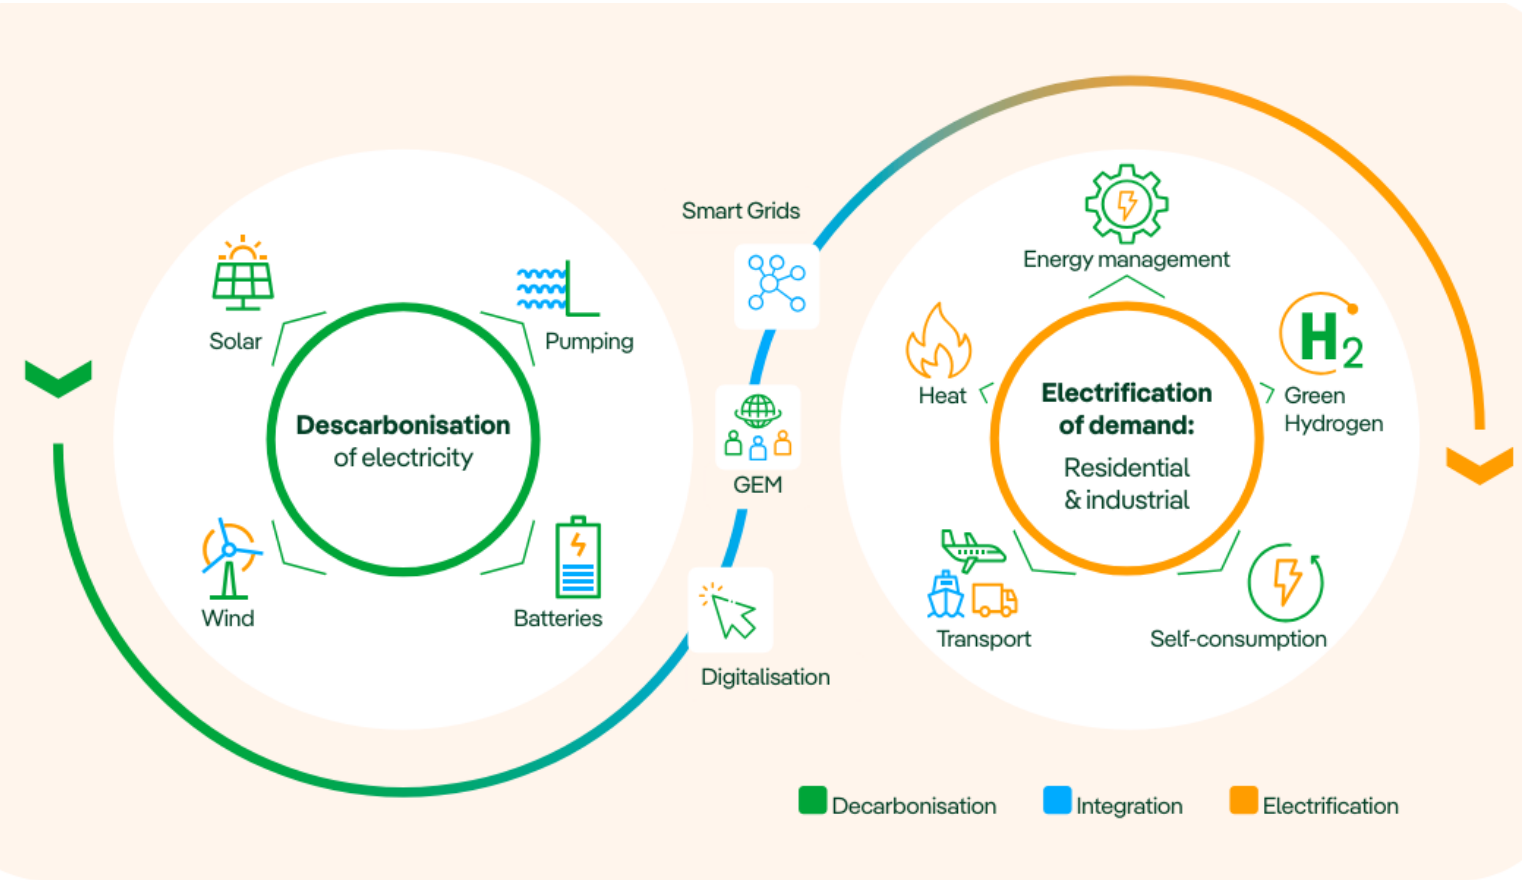 Smart Grids
Solar
Pumping
Descarbonisation
of electricity
Wind
Batteries
GEM
Digitalisation
Energy management
Heat
H2
Green
Hydrogen
Electrification
of demand:
Residential
& industrial
Transport
Self-consumption
Decarbonisation
Integration
Electrification